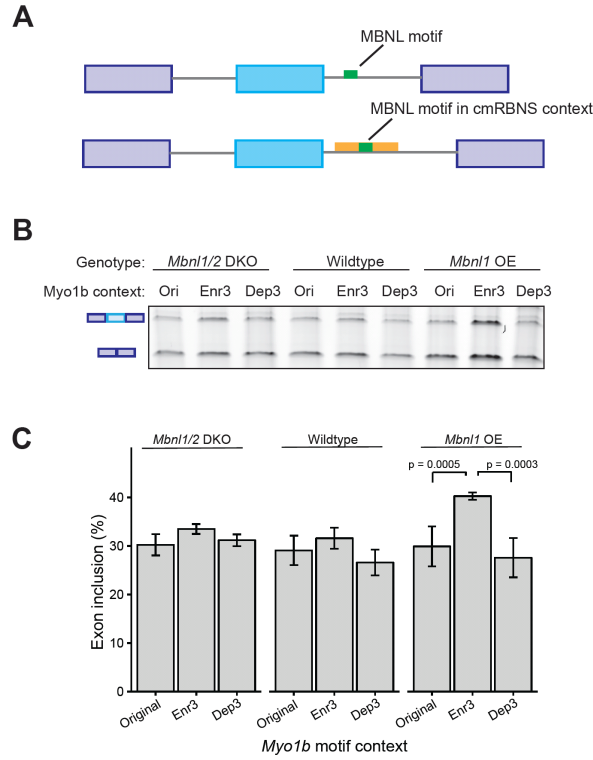 A
MBNL motif
MBNL motif in cmRBNS context
B
Genotype: Mbnl1/2 DKO Wildtype Mbnl1 OE
Myo1b context: Ori Enr3 Dep3 Ori Enr3 Dep3 Ori Enr3 Dep3
C
Mbnl1/2 DKO Wildtype Mbnl1 OE
p = 0.0005 p = 0.0003
Exon inclusion (%)
40
30
20
10
0
Original Enr3 Dep3 Original Enr3 Dep3 Original Enr3 Dep3
Myo1b motif context